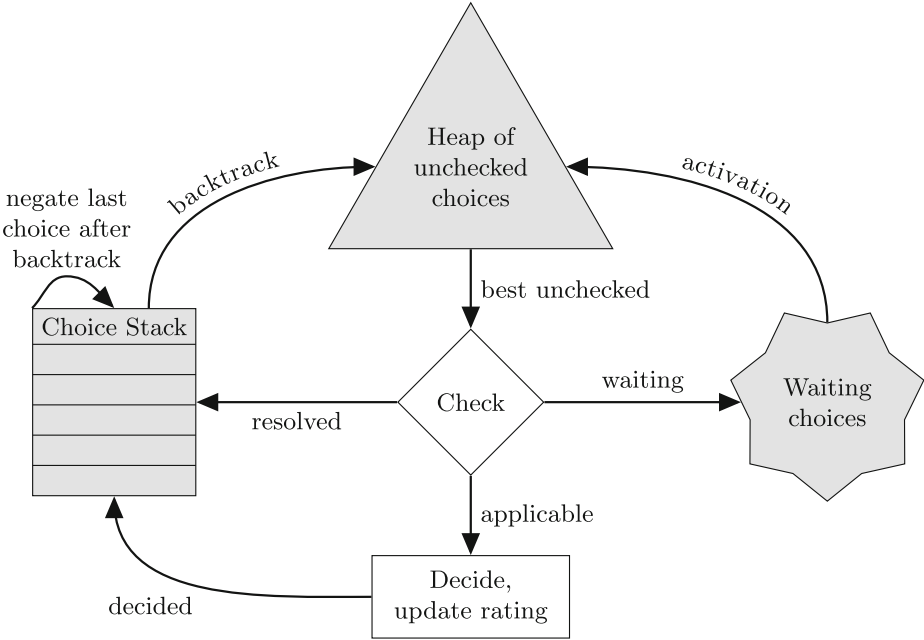 Heap of
unchecked
choices
backtrack
activation
negate last
choice after
backtrack
best unchecked
Choice Stack
Check
waiting
resolved
Waiting
choices
applicable
Decide,
update rating
decided